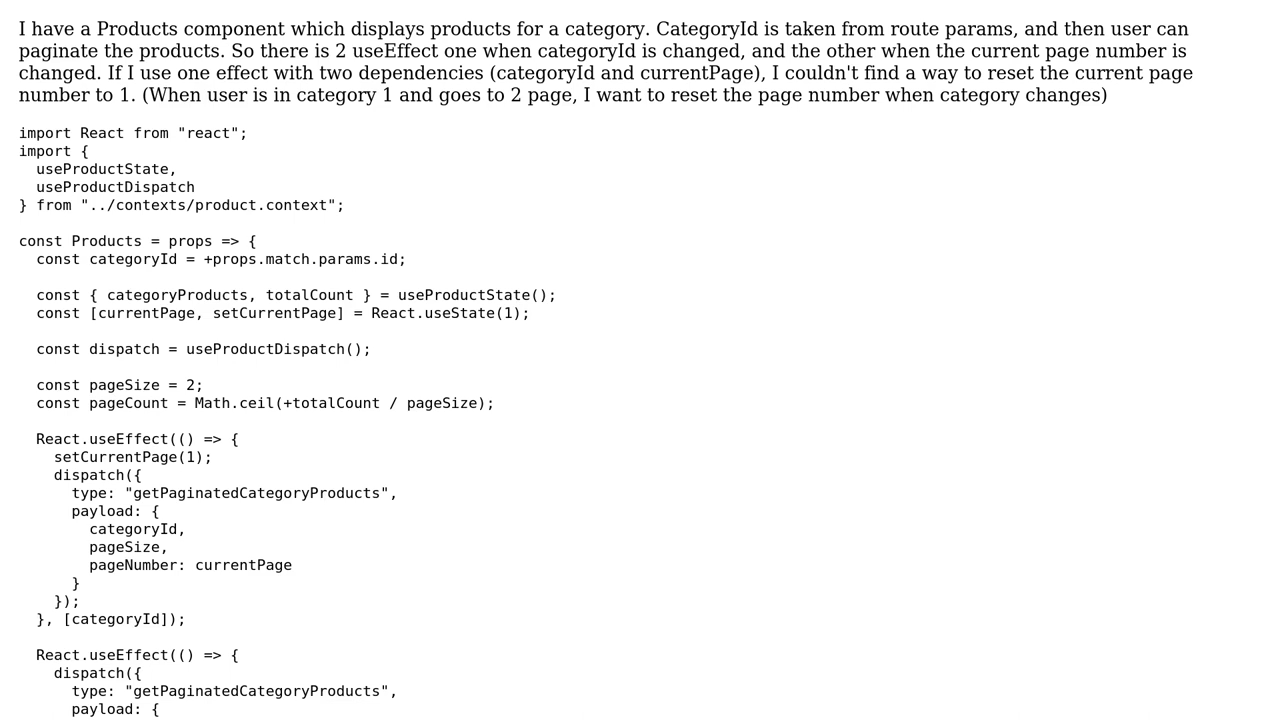 I have a Products component which displays products for a category. CategoryId is taken from route params, and then user can
paginate the products. So there is 2 useEffect one when categoryId is changed, and the other when the current page number is
changed. If I use one effect with two dependencies (categoryId and currentPage), I couldn't find a way to reset the current page
number to 1. (When user is in category 1 and goes to 2 page, I want to reset the page number when category changes)
import React from "react";
import {
  useProductState,
  useProductDispatch
} from "../contexts/product.context";
const Products = props => {
  const categoryId = +props.match.params.id;
  const { categoryProducts, totalCount } = useProductState();
  const [currentPage, setCurrentPage] = React.useState(1);
  const dispatch = useProductDispatch();
  const pageSize = 2;
  const pageCount = Math.ceil(+totalCount / pageSize);
  React.useEffect(() => {
    setCurrentPage(1);
    dispatch({
      type: "getPaginatedCategoryProducts",
      payload: {
        categoryId,
        pageSize,
        pageNumber: currentPage
      }
    });
  }, [categoryId]);
  React.useEffect(() => {
    dispatch({
      type: "getPaginatedCategoryProducts",
      payload: {